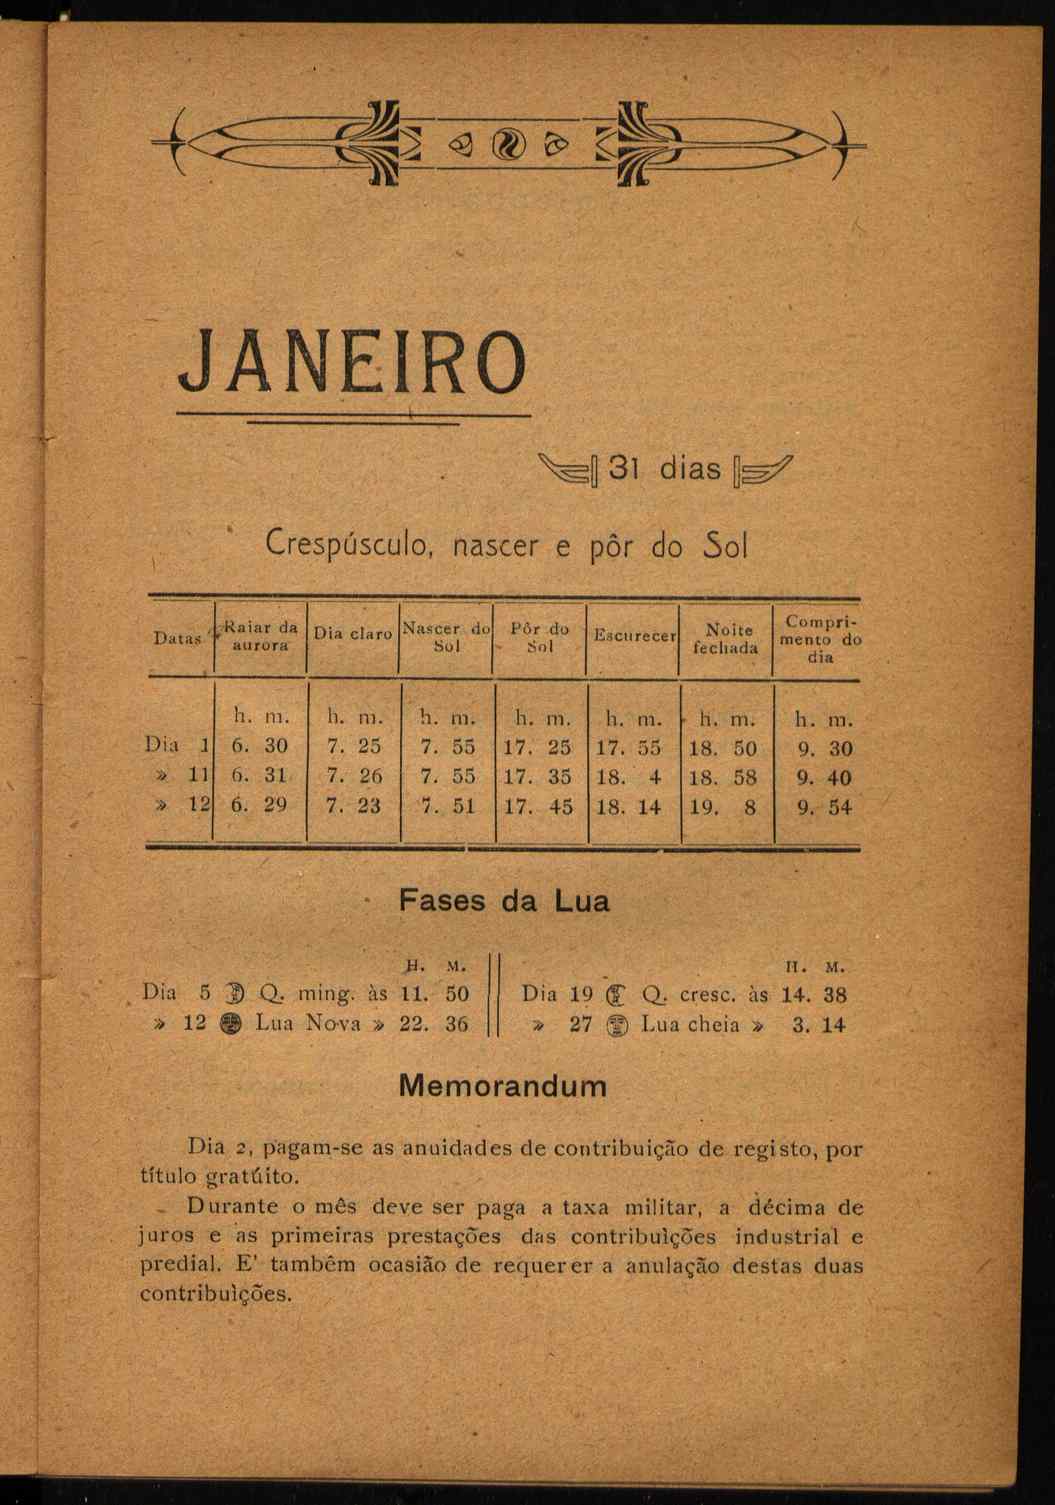 JANEIRO
31 dias
Crespúsculo, nascer e pôr do Sol
Datas Raiar da aurora Dia claro Nascer do Sol Pôr do Sol Escurecer Noite fechada Comprimento do dia
h. m. h. m. h. m. h. m. h. m. h. m. h. m.
Dia 1 6. 30 7. 25 7. 55 17. 25 17. 55 18. 50 9. 30
» 11 6. 31 7. 26 7. 55 17. 35 18. 4 18. 58 9. 40
» 12 6. 29 7. 23 7. 51 17. 45 18. 14 19. 8 9. 54
Fases da Lua
H. M.
Dia 5 Q. ming. às 11. 50
» 12 Lua Nova » 22. 36
H. M.
Dia 19 Q. cresc. às 14. 38
» 27 Lua cheia » 3. 14
Memorandum
Dia 2, pagam-se as anuidades de contribuição de registo, por
título gratúito.
Durante o mês deve ser paga a taxa militar, a décima de
juros e as primeiras prestações das contribuìções industrial e
predial. E' tambêm ocasião de requerer a anulação destas duas
contribuìções.